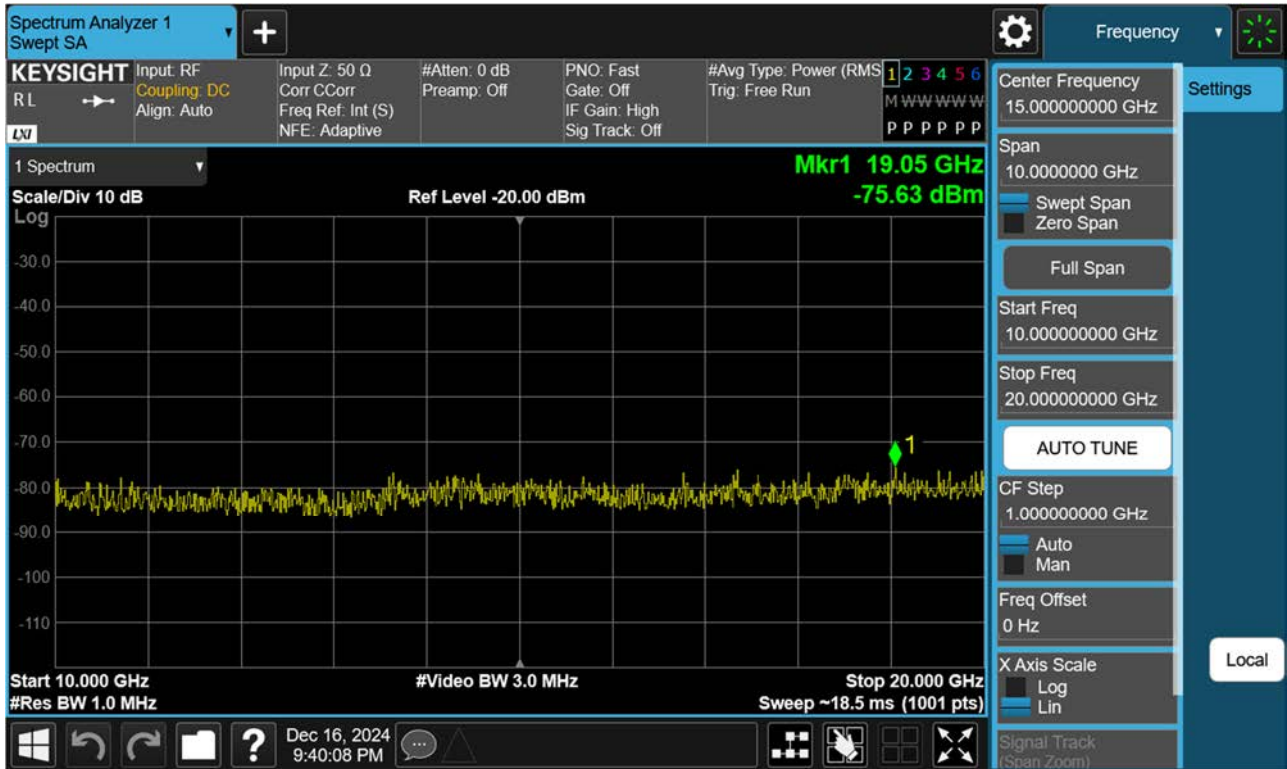 Spectrum Analyzer 1
Swept SA
+
Frequency
KEYSIGHT
RL
LXI
Input: RF
Coupling: DC
Align: Auto
Input Z: 50 Ω
Corr CCorr
Freq Ref: Int (S)
NFE: Adaptive
#Atten: 0 dB
Preamp: Off
PNO: Fast
Gate: Off
IF Gain: High
Sig Track: Off
#Avg Type: Power (RMS
Trig: Free Run
1 2 3 4 5 6
M W W W W W
P P P P P P
1 Spectrum
Scale/Div 10 dB
Ref Level -20.00 dBm
Mkr1 19.05 GHz
-75.63 dBm
Log
-30.0
-40.0
-50.0
-60.0
-70.0
-80.0
-90.0
-100
-110
1
Start 10.000 GHz
#Res BW 1.0 MHz
#Video BW 3.0 MHz
Stop 20.000 GHz
Sweep ~18.5 ms (1001 pts)
Center Frequency
15.000000000 GHz
Span
10.0000000 GHz
Swept Span
Zero Span
Full Span
Start Freq
10.000000000 GHz
Stop Freq
20.000000000 GHz
AUTO TUNE
CF Step
1.000000000 GHz
Auto
Man
Freq Offset
0 Hz
X Axis Scale
Log
Lin
Signal Track
(Span Zoom)
Settings
Local
?
Dec 16, 2024
9:40:08 PM